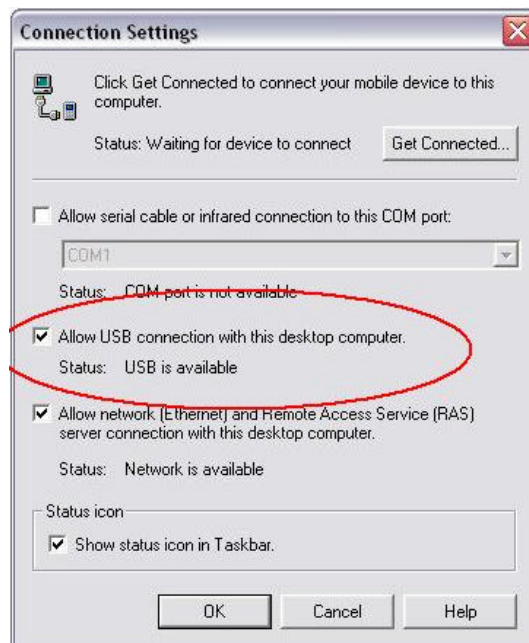 Connection Settings
Click Get Connected to connect your mobile device to this
computer.
Status: Waiting for device to connect
Get Connected...
Allow serial cable or infrared connection to this COM port:
COM1
Status: COM port is not available
Allow USB connection with this desktop computer.
Status: USB is available
Allow network (Ethernet) and Remote Access Service (RAS)
server connection with this desktop computer.
Status: Network is available
Status icon
Show status icon in Taskbar.
OK Cancel Help